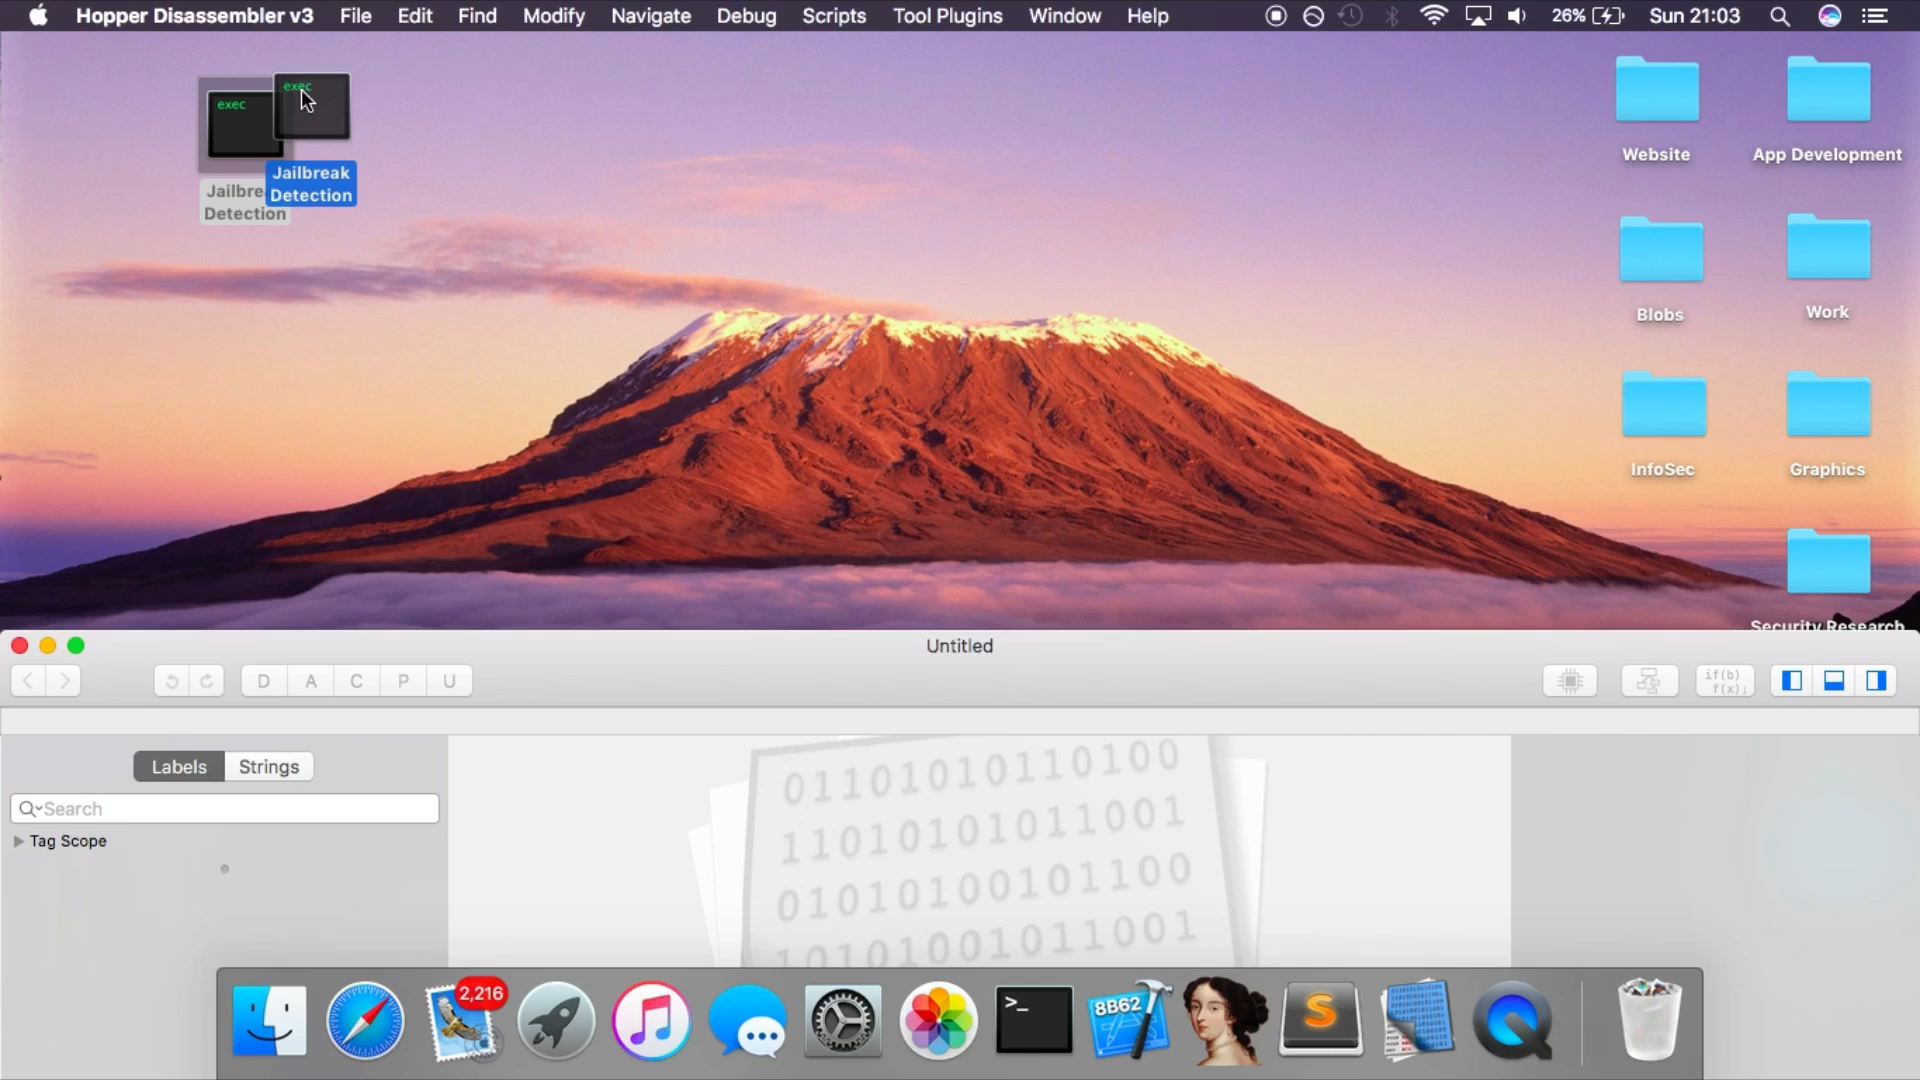 Hopper Disassembler v3 File Edit Find Modify Navigate Debug Scripts Tool Plugins Window Help 26% Sun 21:03
exec
exec
Jailbreak
Detection
Jailbre
Detection
Website
App Development
Blobs
Work
InfoSec
Graphics
Security Research
Untitled
D A C P U
if(b)
f(x);
Labels Strings
Search
Tag Scope
01101010110100
11010101011001
01010100101100
10101001011001
2,216
>_
8B62
S